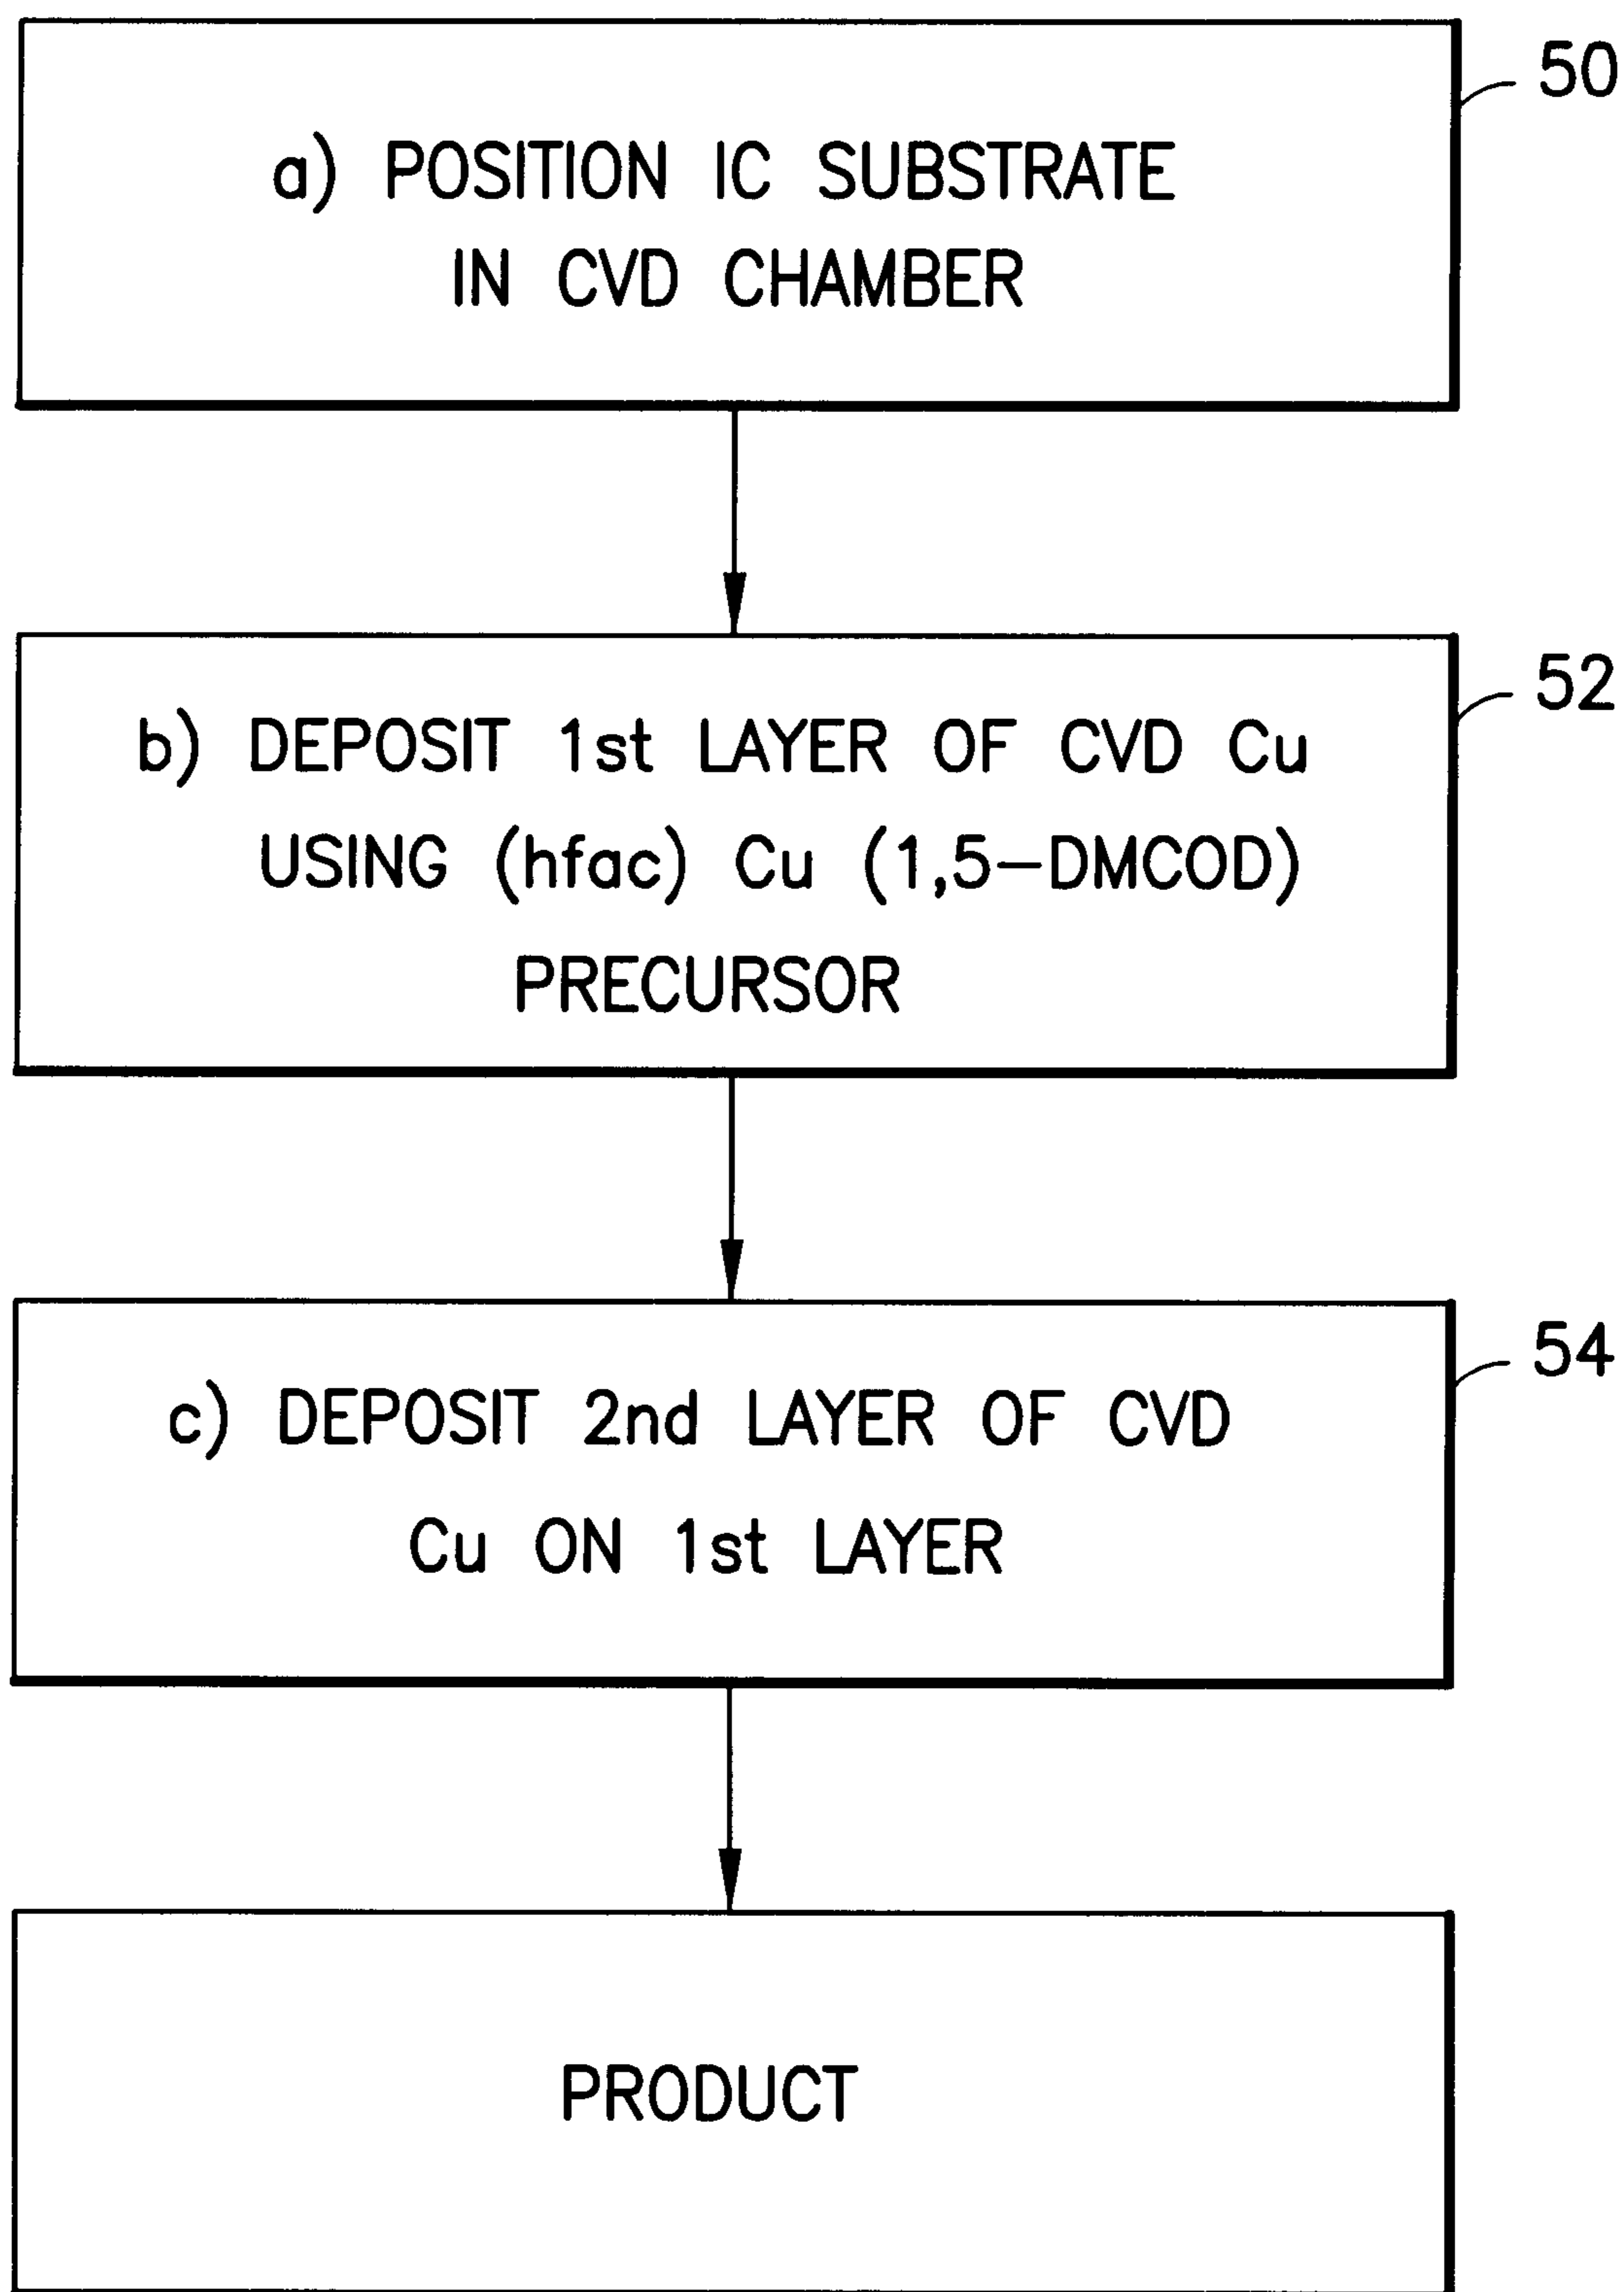 50
a) POSITION IC SUBSTRATE
IN CVD CHAMBER
52
b) DEPOSIT 1st LAYER OF CVD Cu
USING (hfac) Cu (1,5-DMCOD)
PRECURSOR
54
c) DEPOSIT 2nd LAYER OF CVD
Cu ON 1st LAYER
PRODUCT